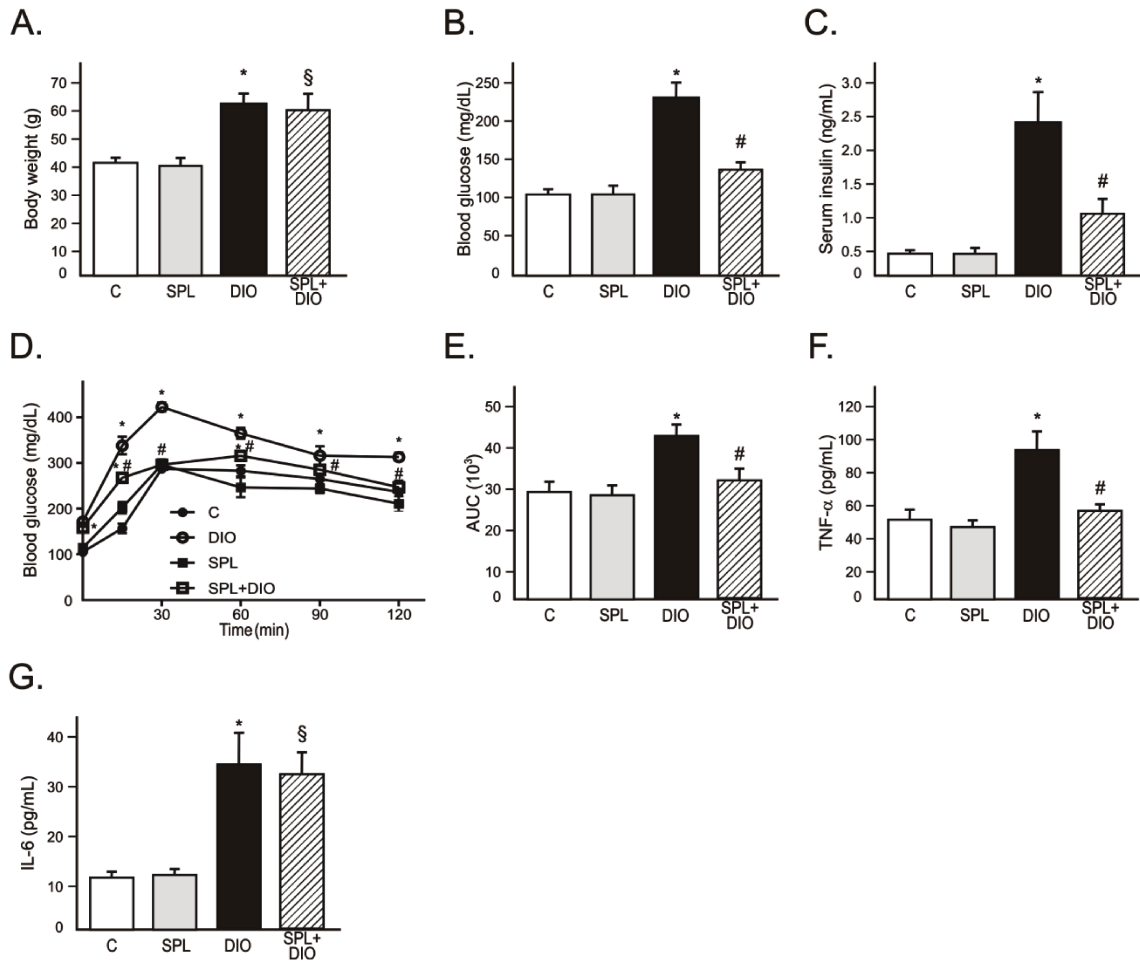 A.
Body weight (g)
70
60
50
40
30
20
10
0
*
§
C
SPL
DIO
SPL+
DIO
B.
Blood glucose (mg/dL)
250
200
150
100
50
0
*
#
C
SPL
DIO
SPL+
DIO
C.
Serum insulin (ng/mL)
3.0
2.5
2.0
1.5
1.0
0.5
0
*
#
C
SPL
DIO
SPL+
DIO
D.
Blood glucose (mg/dL)
400
300
200
100
0
* * * * *
* # # * # # #
*
C
DIO
SPL
SPL+DIO
30 60 90 120
Time (min)
E.
AUC (10³)
50
40
30
20
10
0
*
#
C
SPL
DIO
SPL+
DIO
F.
TNF-α (pg/mL)
120
100
80
60
40
20
0
*
#
C
SPL
DIO
SPL+
DIO
G.
IL-6 (pg/mL)
40
30
20
10
0
*
§
C
SPL
DIO
SPL+
DIO